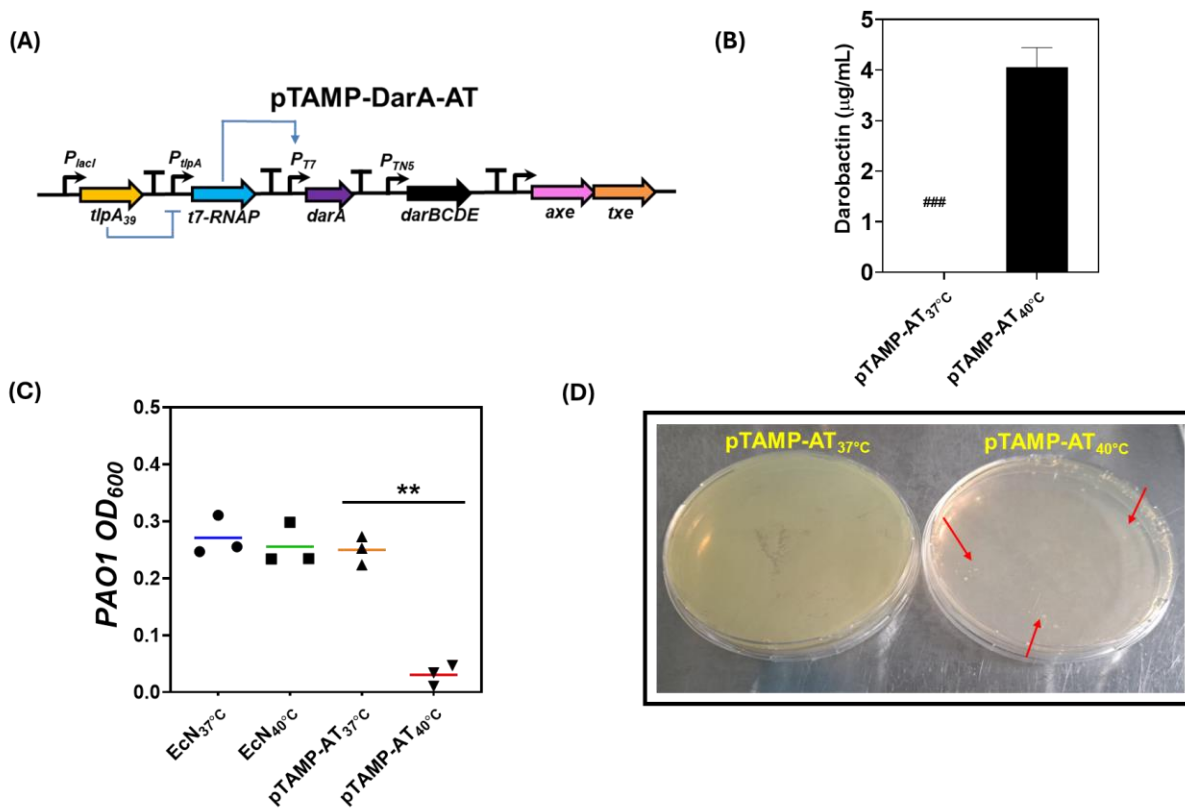 (A)
pTAMP-DarA-AT
PlacI
PtlpA
PT7
PTN5
tlpA39
t7-RNAP
darA
darBCDE
axe
txe
(B)
Darobactin (µg/mL)
5
4
3
2
1
0
###
pTAMP-AT37°C
pTAMP-AT40°C
(C)
PAO1 OD600
0.5
0.4
0.3
0.2
0.1
0.0
**
EcN37°C
EcN40°C
pTAMP-AT37°C
pTAMP-AT40°C
(D)
pTAMP-AT37°C
pTAMP-AT40°C